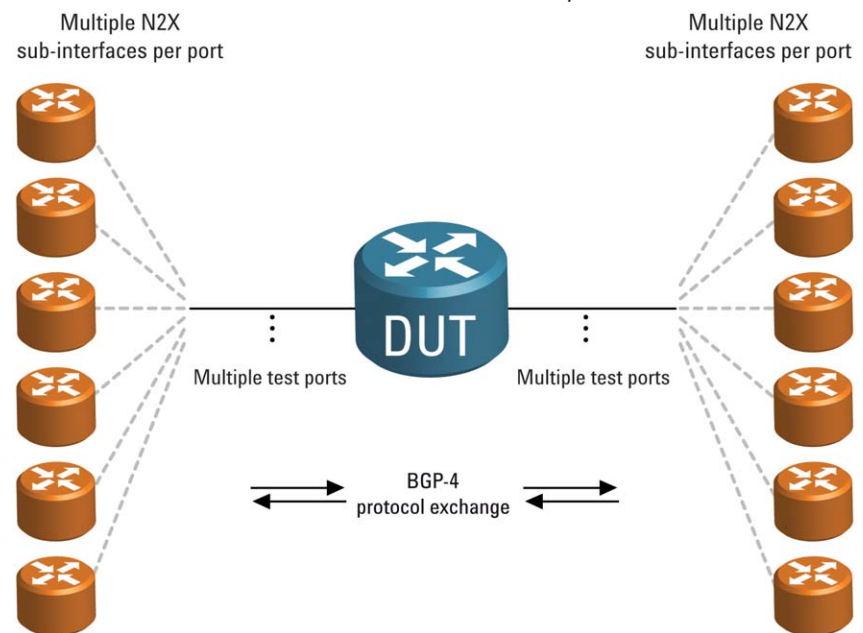 Multiple N2X
sub-interfaces per port
Multiple N2X
sub-interfaces per port
DUT
Multiple test ports
Multiple test ports
BGP-4
protocol exchange